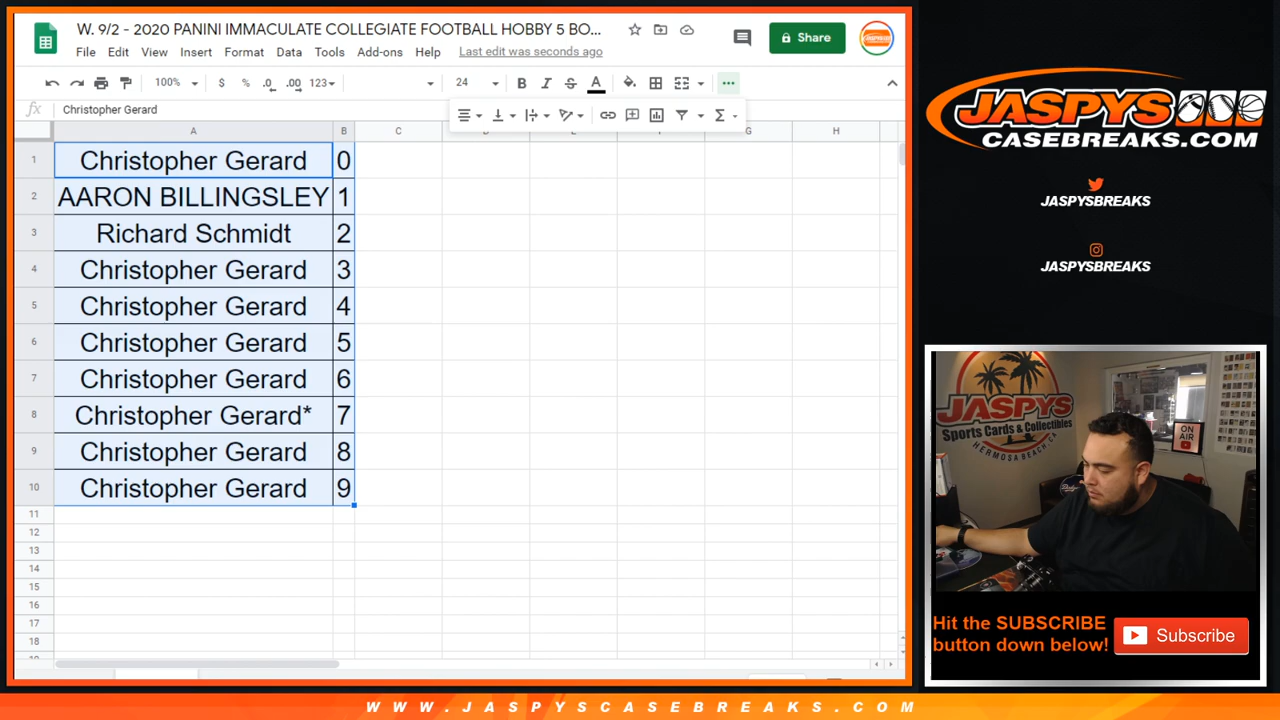 W. 9/2 - 2020 PANINI IMMACULATE COLLEGIATE FOOTBALL HOBBY 5 BO...
File Edit View Insert Format Data Tools Add-ons Help Last edit was seconds ago
Share
100% $ % .0 .00 123 24 B I S A
fx Christopher Gerard
A B C G H
1 Christopher Gerard 0
2 AARON BILLINGSLEY 1
3 Richard Schmidt 2
4 Christopher Gerard 3
5 Christopher Gerard 4
6 Christopher Gerard 5
7 Christopher Gerard 6
8 Christopher Gerard* 7
9 Christopher Gerard 8
10 Christopher Gerard 9
11
12
13
14
15
16
17
18
JASPYS
CASEBREAKS.COM
JASPYSBREAKS
JASPYSBREAKS
JASPYS
Sports Cards & Collectibles
HERMOSA BEACH, CA
ON AIR
Hit the SUBSCRIBE
button down below!
Subscribe
WWW.JASPYSCASEBREAKS.COM